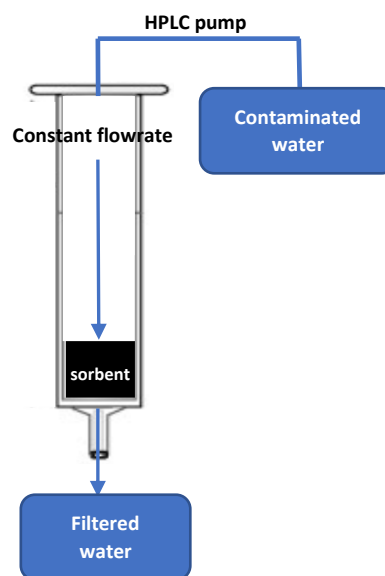 HPLC pump
Contaminated
water
Constant flowrate
sorbent
Filtered
water